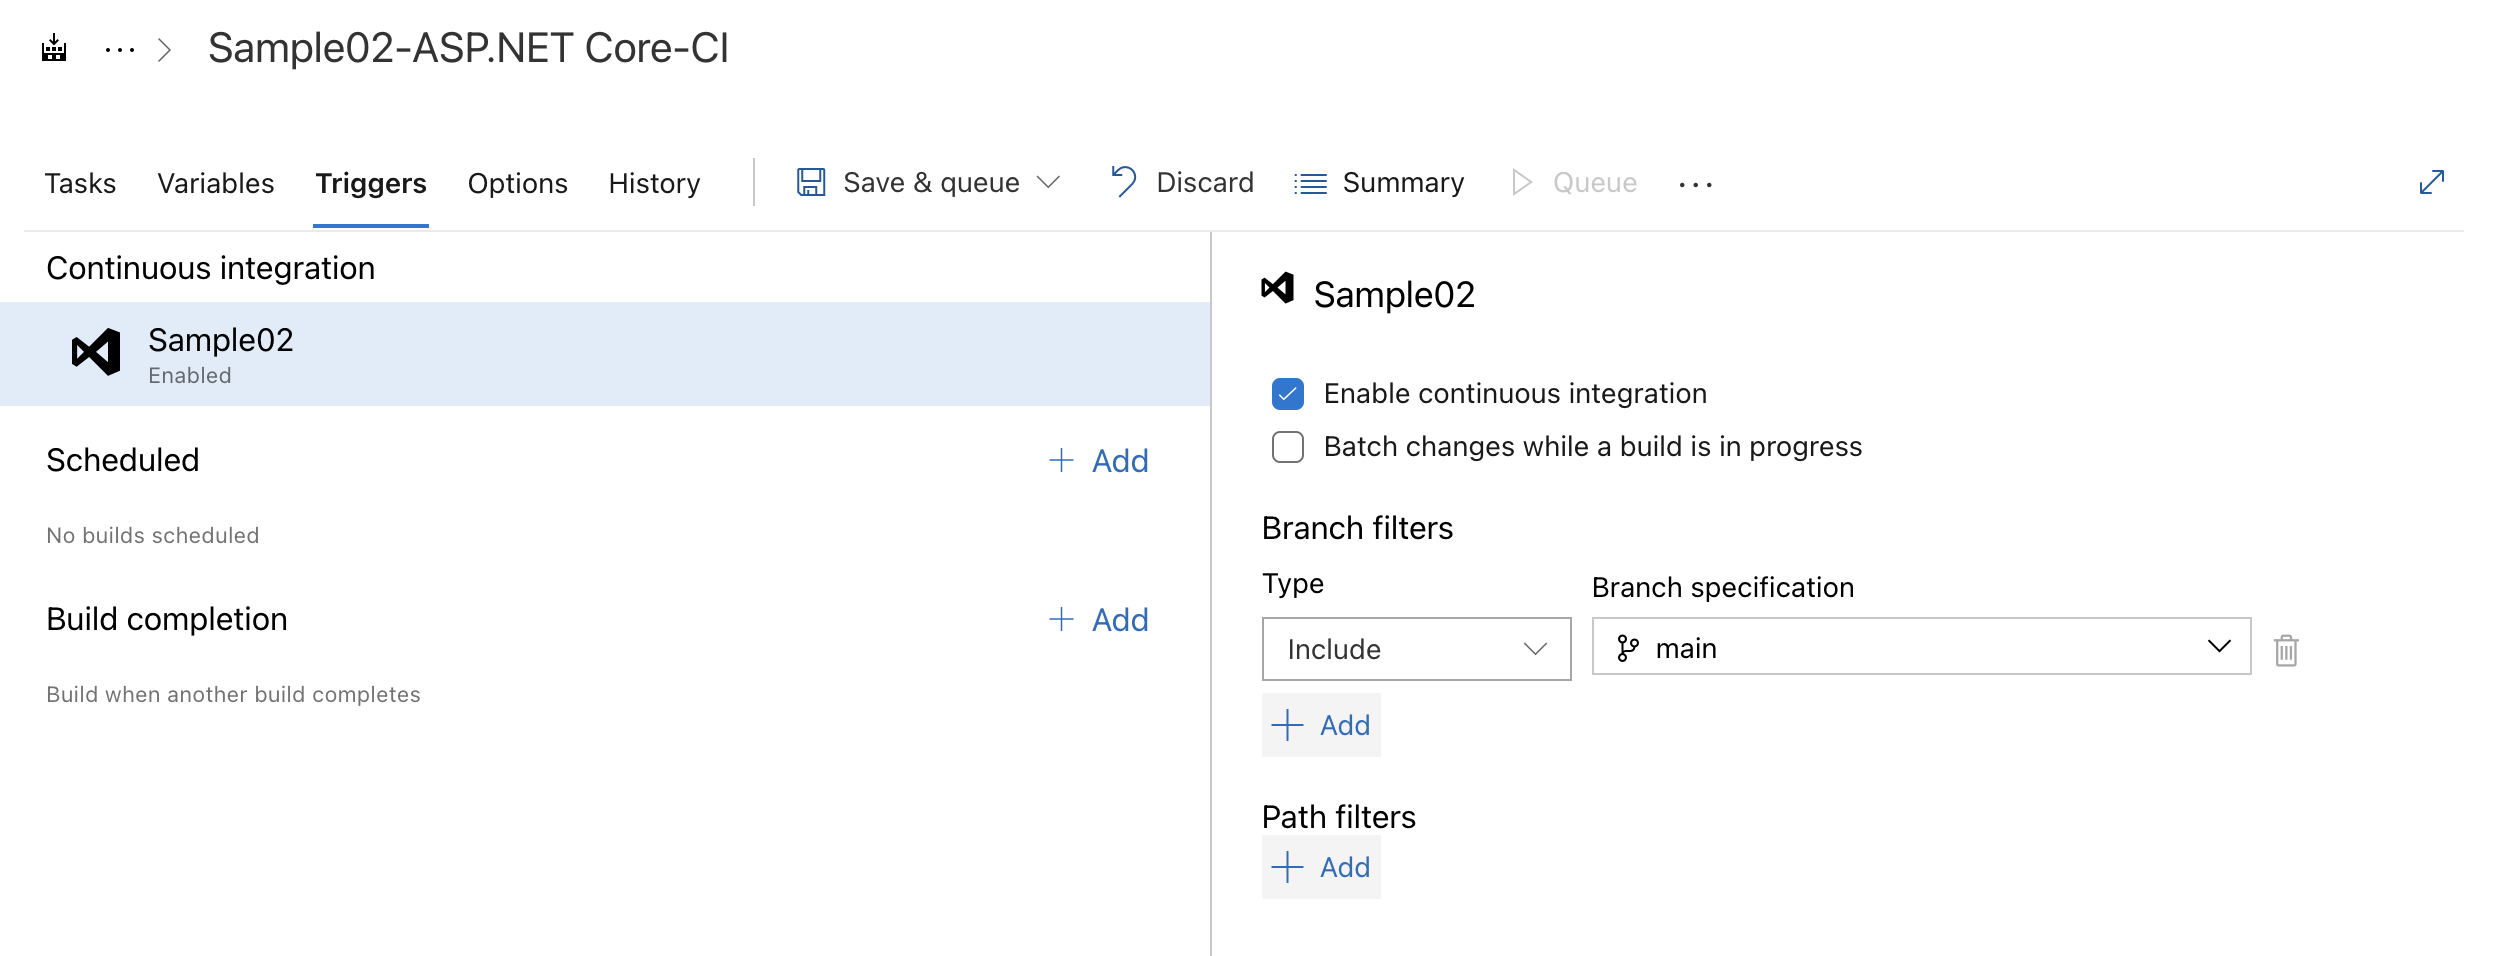 Sample02-ASP.NET Core-CI
Tasks Variables Triggers Options History Save & queue Discard Summary Queue
Continuous integration
Sample02
Enabled
Scheduled + Add
No builds scheduled
Build completion + Add
Build when another build completes
Sample02
Enable continuous integration
Batch changes while a build is in progress
Branch filters
Type Branch specification
Include main
+ Add
Path filters
+ Add